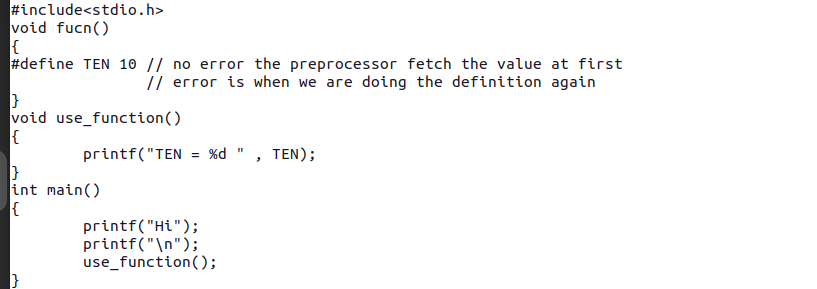 #include<stdio.h>
void fucn()
{
#define TEN 10 // no error the preprocessor fetch the value at first
               // error is when we are doing the definition again
}
void use_function()
{
        printf("TEN = %d " , TEN);
}
int main()
{
        printf("Hi");
        printf("\n");
        use_function();
}